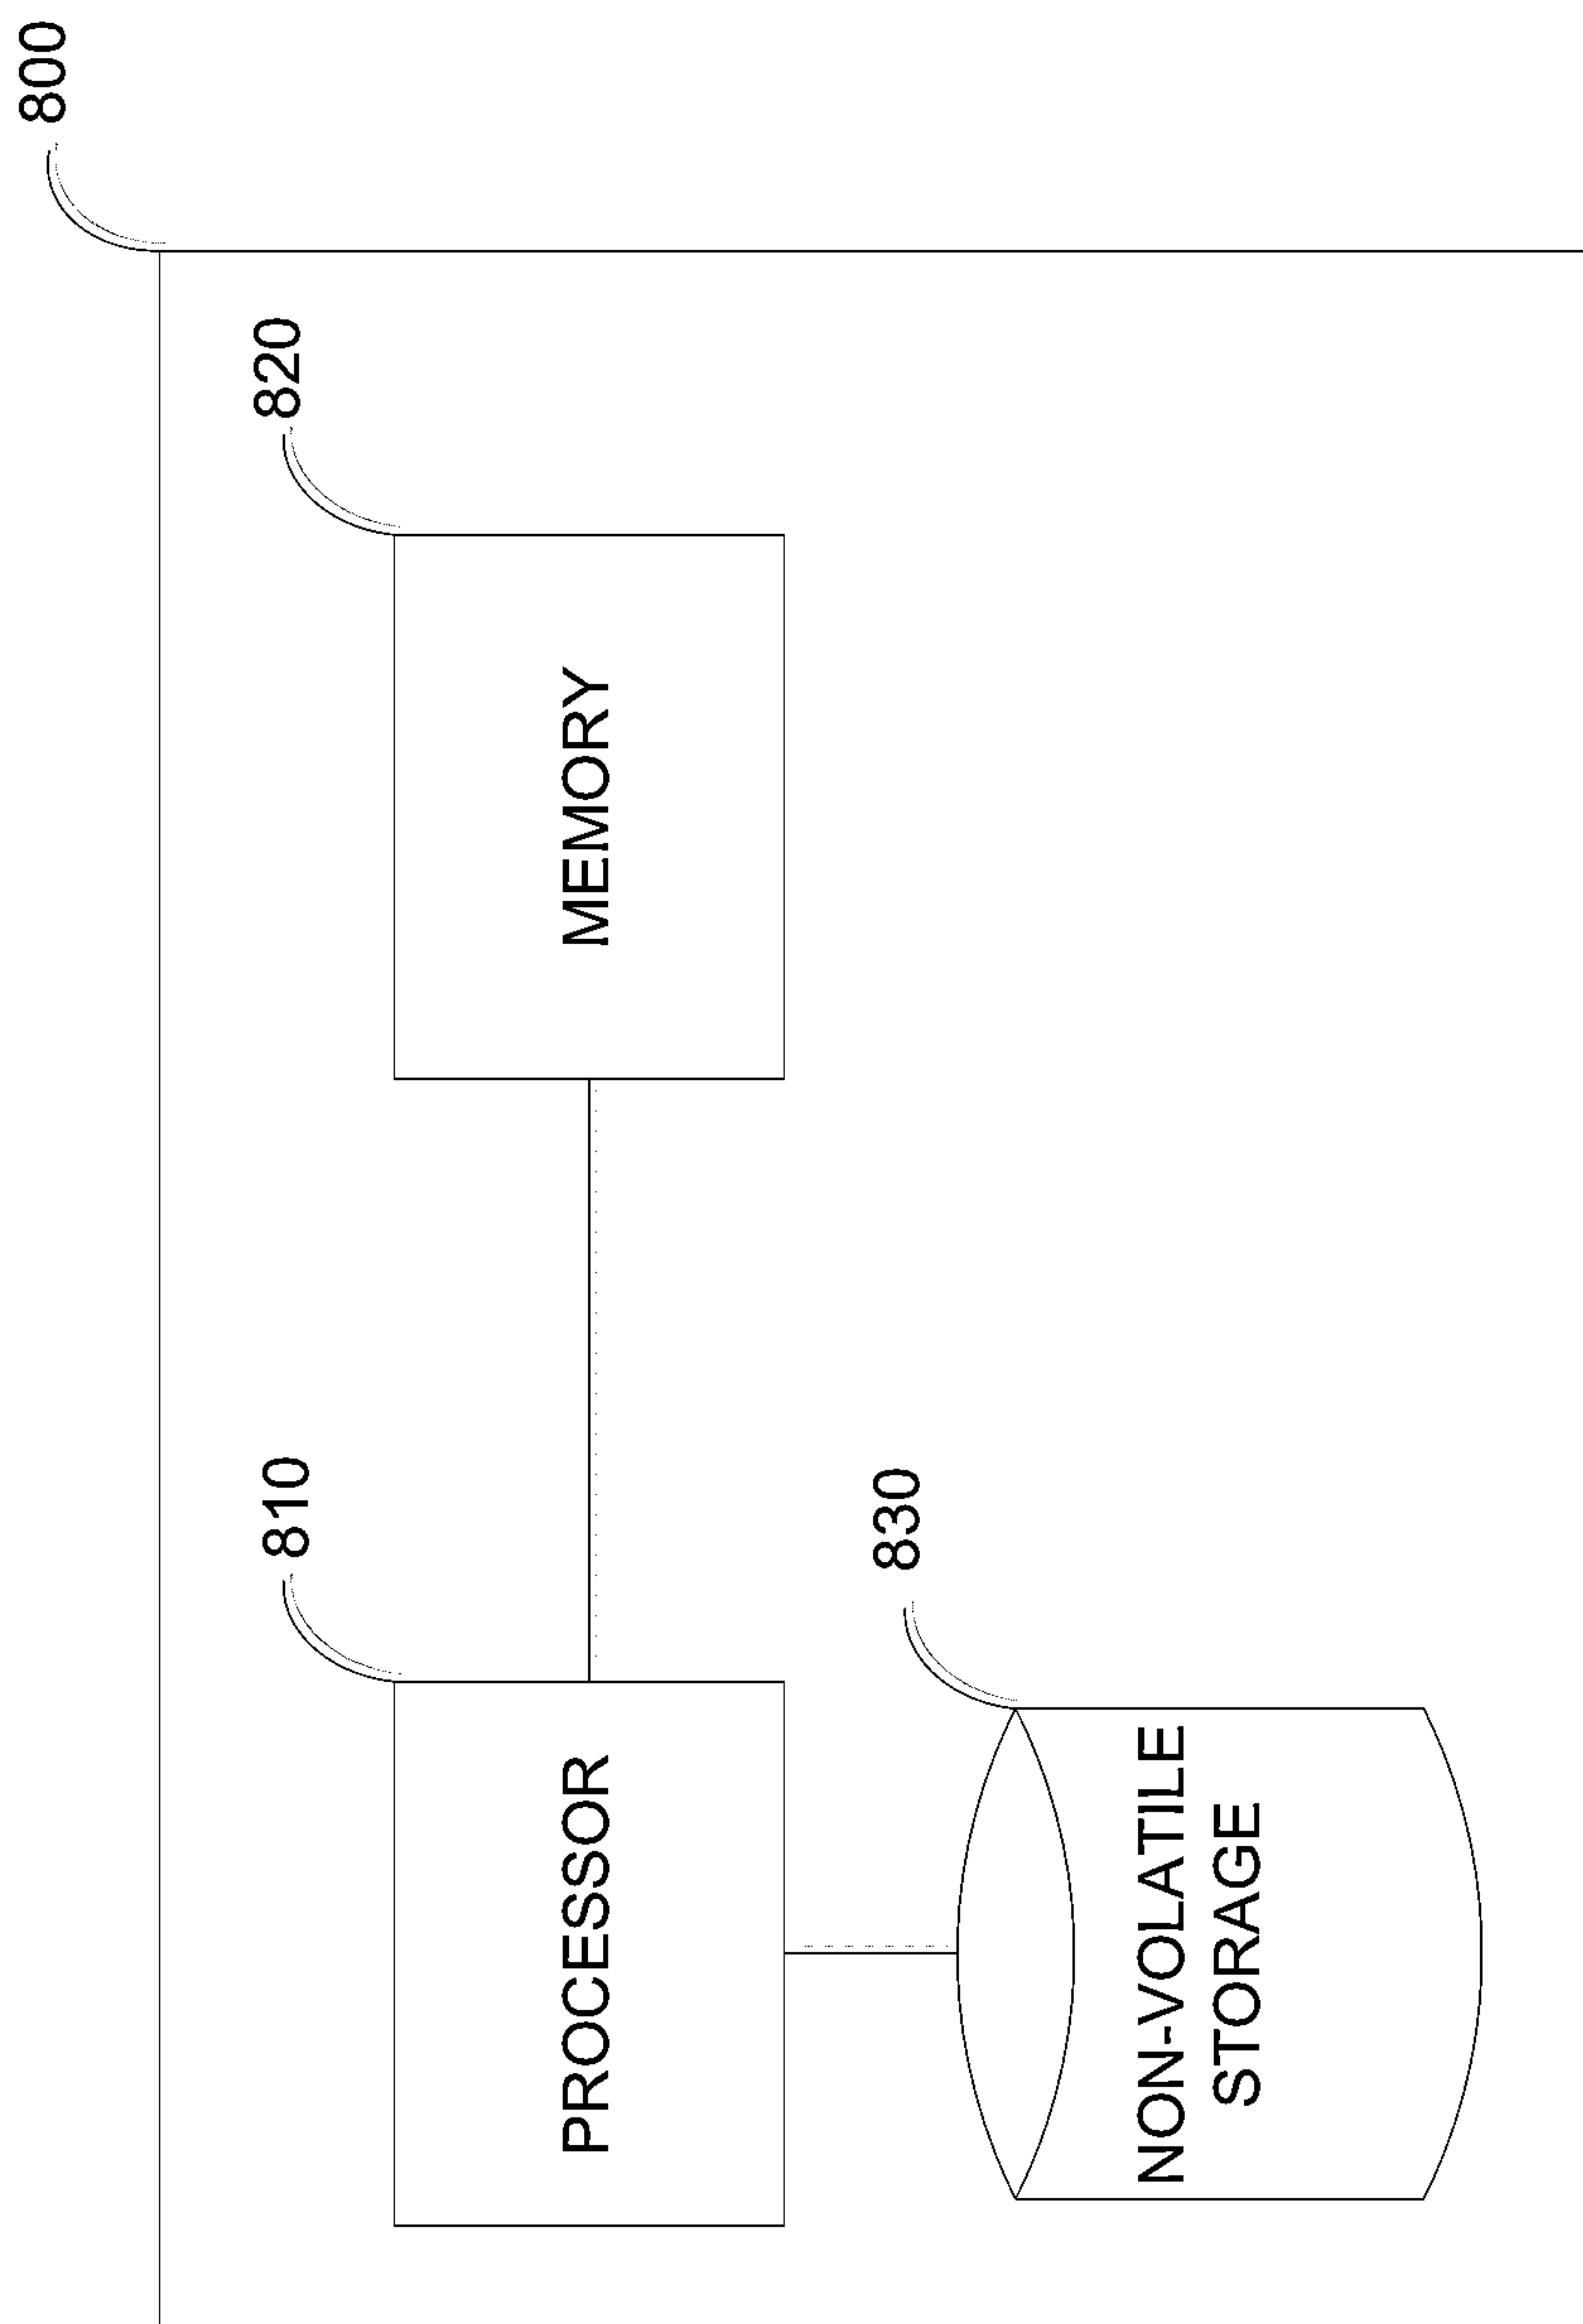 800
810
820
PROCESSOR
MEMORY
830
NON-VOLATILE
STORAGE